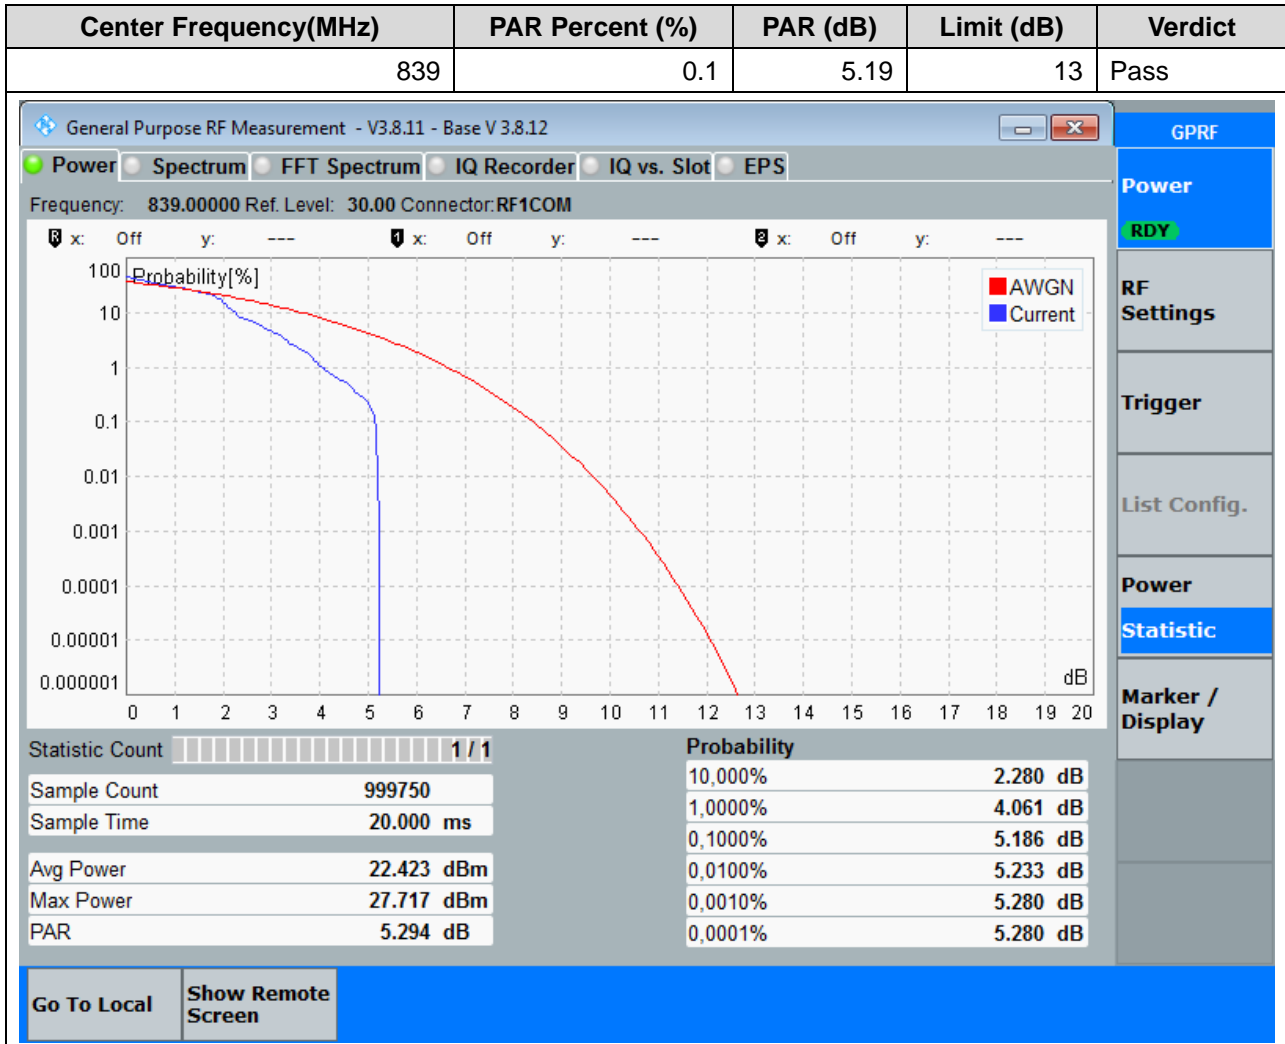 Center Frequency(MHz) PAR Percent (%) PAR (dB) Limit (dB) Verdict
839 0.1 5.19 13 Pass
General Purpose RF Measurement - V3.8.11 - Base V 3.8.12
GPRF
Power Spectrum FFT Spectrum IQ Recorder IQ vs. Slot EPS
Frequency: 839.00000 Ref. Level: 30.00 Connector:RF1COM
R x: Off y: --- 1 x: Off y: --- 2 x: Off y: ---
Probability[%]
100
10
1
0.1
0.01
0.001
0.0001
0.00001
0.000001
AWGN
Current
dB
0 1 2 3 4 5 6 7 8 9 10 11 12 13 14 15 16 17 18 19 20
Statistic Count 1 / 1
Sample Count 999750
Sample Time 20.000 ms
Avg Power 22.423 dBm
Max Power 27.717 dBm
PAR 5.294 dB
Probability
10,000% 2.280 dB
1,0000% 4.061 dB
0,1000% 5.186 dB
0,0100% 5.233 dB
0,0010% 5.280 dB
0,0001% 5.280 dB
Power
RDY
RF
Settings
Trigger
List Config.
Power
Statistic
Marker /
Display
Go To Local
Show Remote
Screen